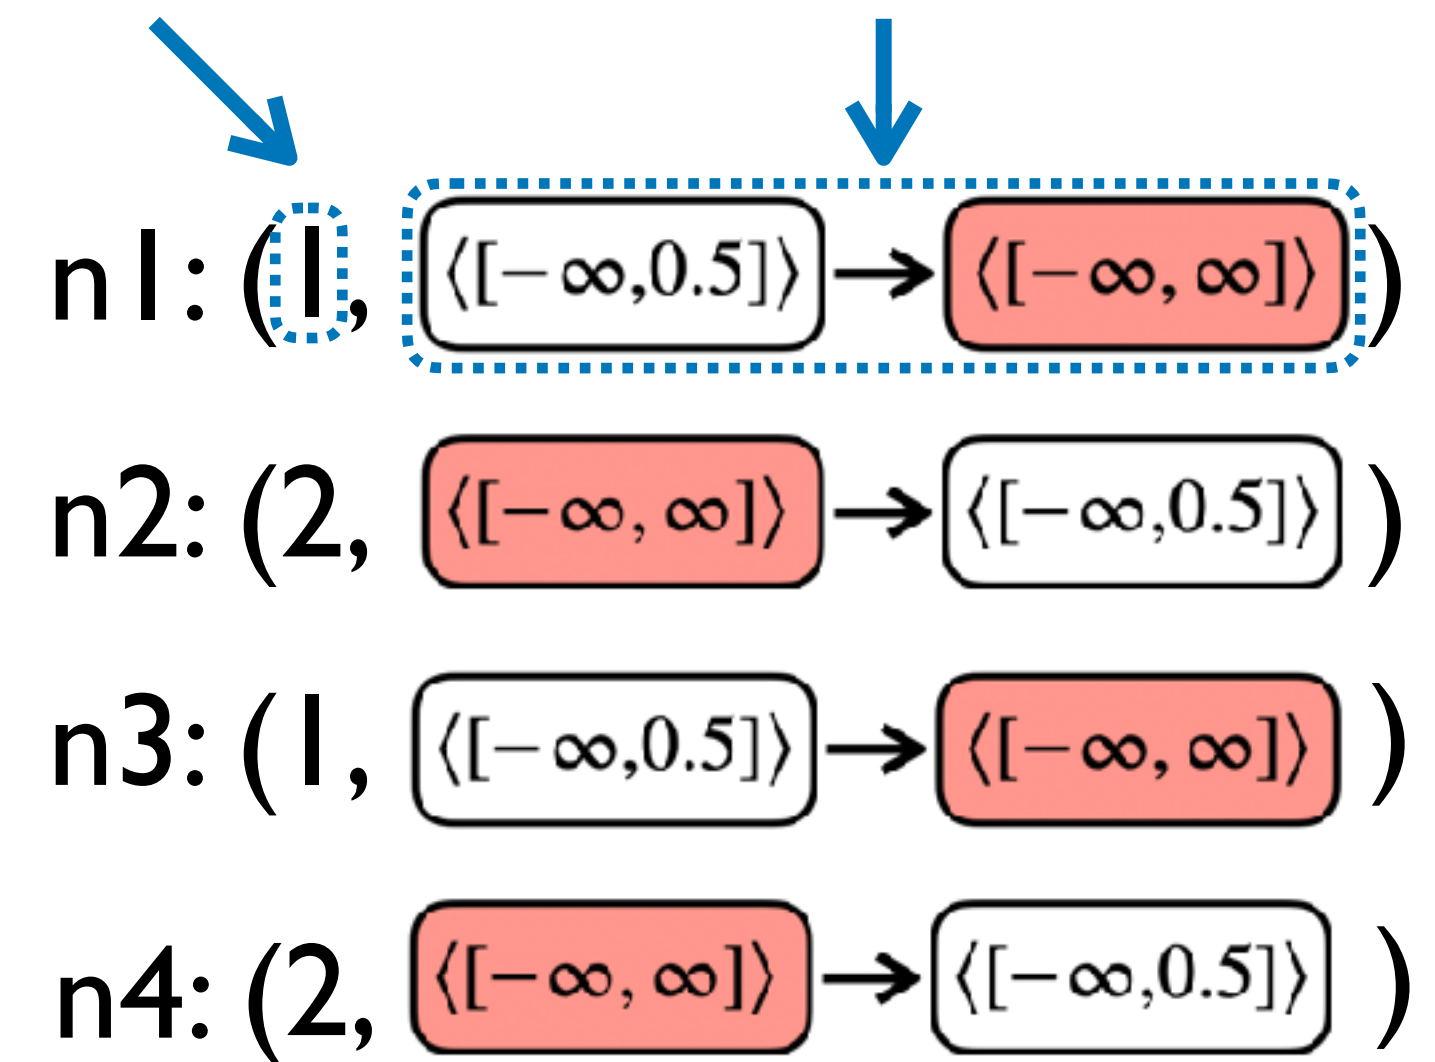 n1: (1, ⟨[−∞,0.5]⟩ → ⟨[−∞, ∞]⟩ )
n2: (2, ⟨[−∞, ∞]⟩ → ⟨[−∞,0.5]⟩ )
n3: (1, ⟨[−∞,0.5]⟩ → ⟨[−∞, ∞]⟩ )
n4: (2, ⟨[−∞, ∞]⟩ → ⟨[−∞,0.5]⟩ )